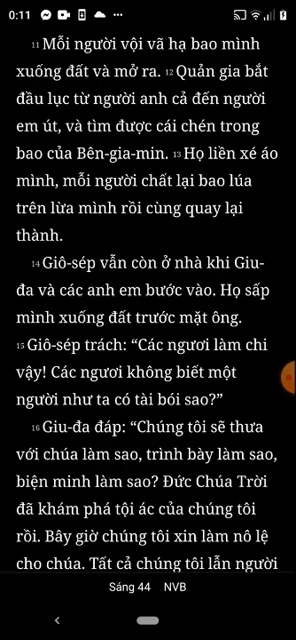 0:11
11 Mỗi người vội vã hạ bao mình
xuống đất và mở ra. 12 Quản gia bắt
đầu lục từ người anh cả đến người
em út, và tìm được cái chén trong
bao của Bên-gia-min. 13 Họ liền xé áo
mình, mỗi người chất lại bao lúa
trên lừa mình rồi cùng quay lại
thành.
14 Giô-sép vẫn còn ở nhà khi Giu-
đa và các anh em bước vào. Họ sấp
mình xuống đất trước mặt ông.
15 Giô-sép trách: “Các ngươi làm chi
vậy! Các ngươi không biết một
người như ta có tài bói sao?”
16 Giu-đa đáp: “Chúng tôi sẽ thưa
với chúa làm sao, trình bày làm sao,
biện minh làm sao? Đức Chúa Trời
đã khám phá tội ác của chúng tôi
rồi. Bây giờ chúng tôi xin làm nô lệ
cho chúa. Tất cả chúng tôi lẫn người
Sáng 44 NVB